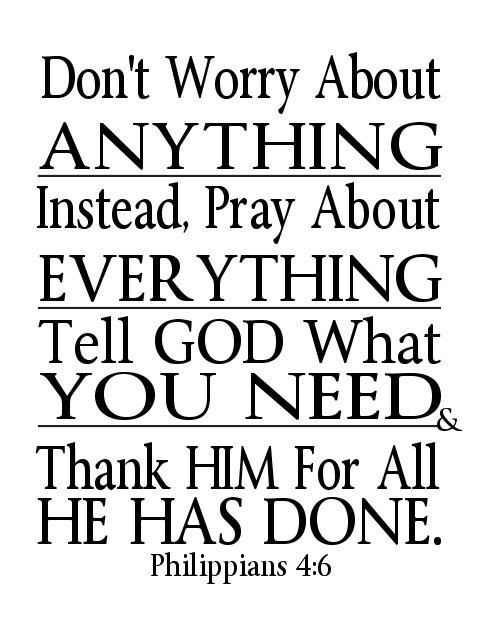 Don't Worry About
ANYTHING
Instead, Pray About
EVERYTHING
Tell GOD What
YOU NEED &
Thank HIM For All
HE HAS DONE.
Philippians 4:6